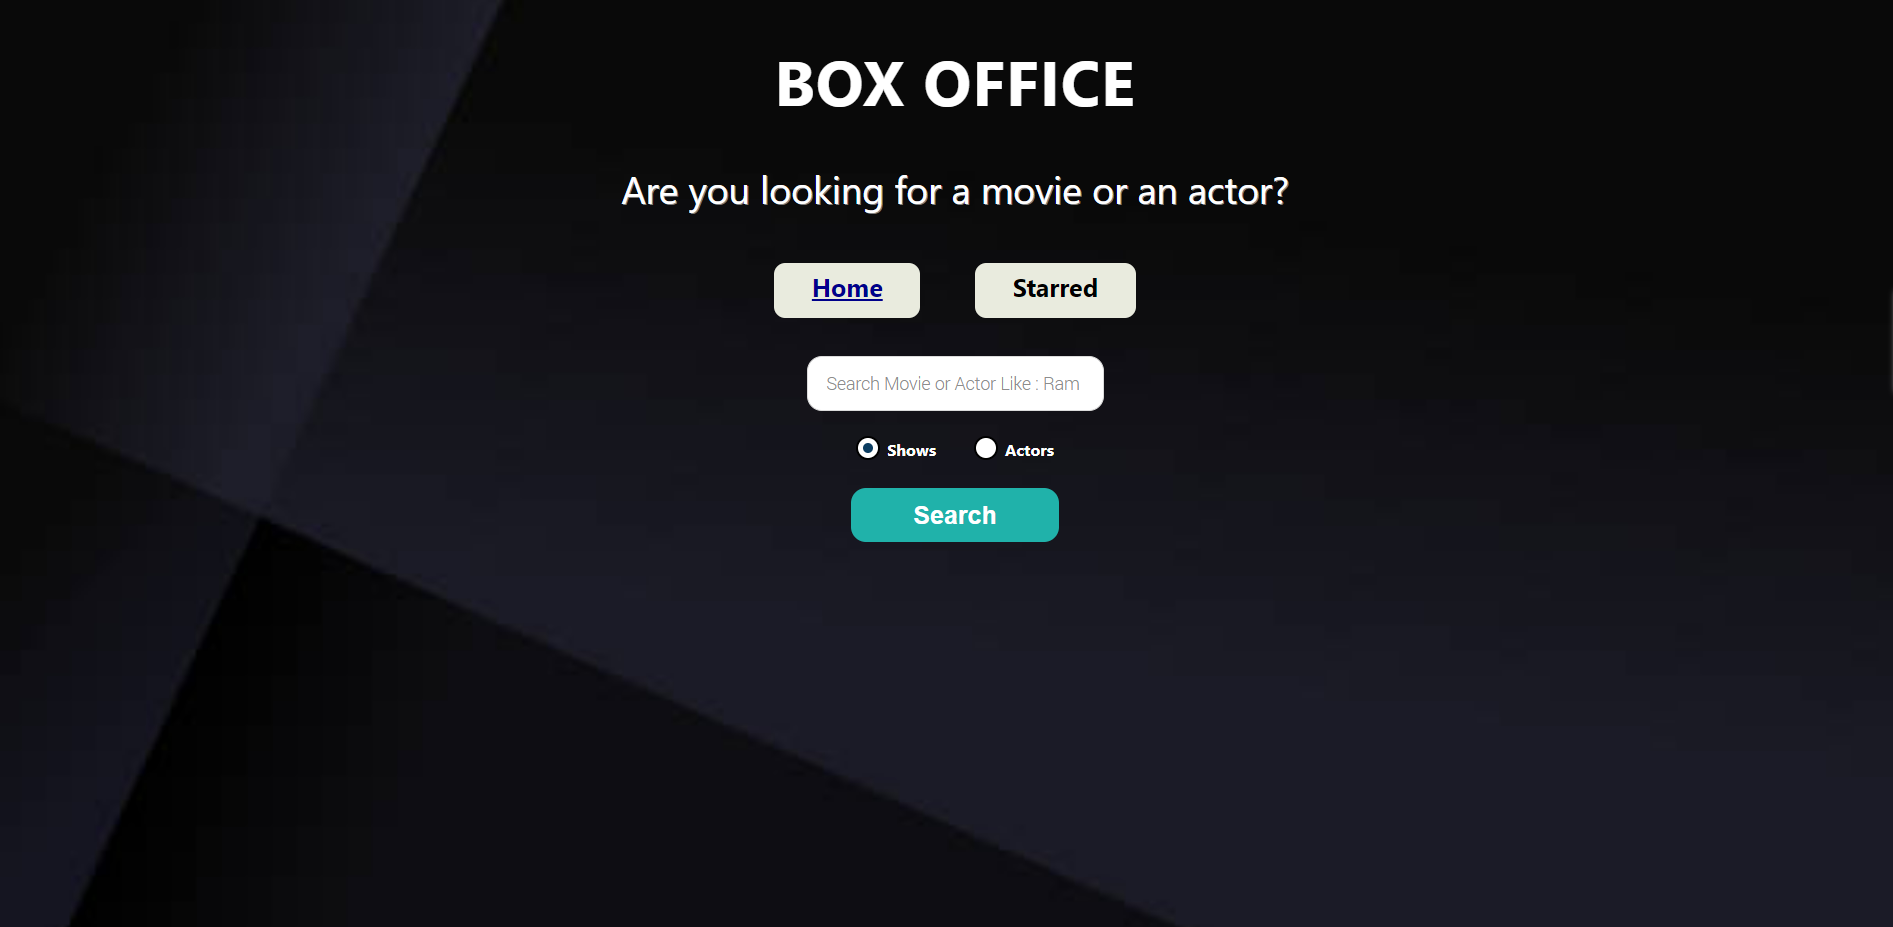 BOX OFFICE
Are you looking for a movie or an actor?
Home Starred
Search Movie or Actor Like : Ram
Shows Actors
Search